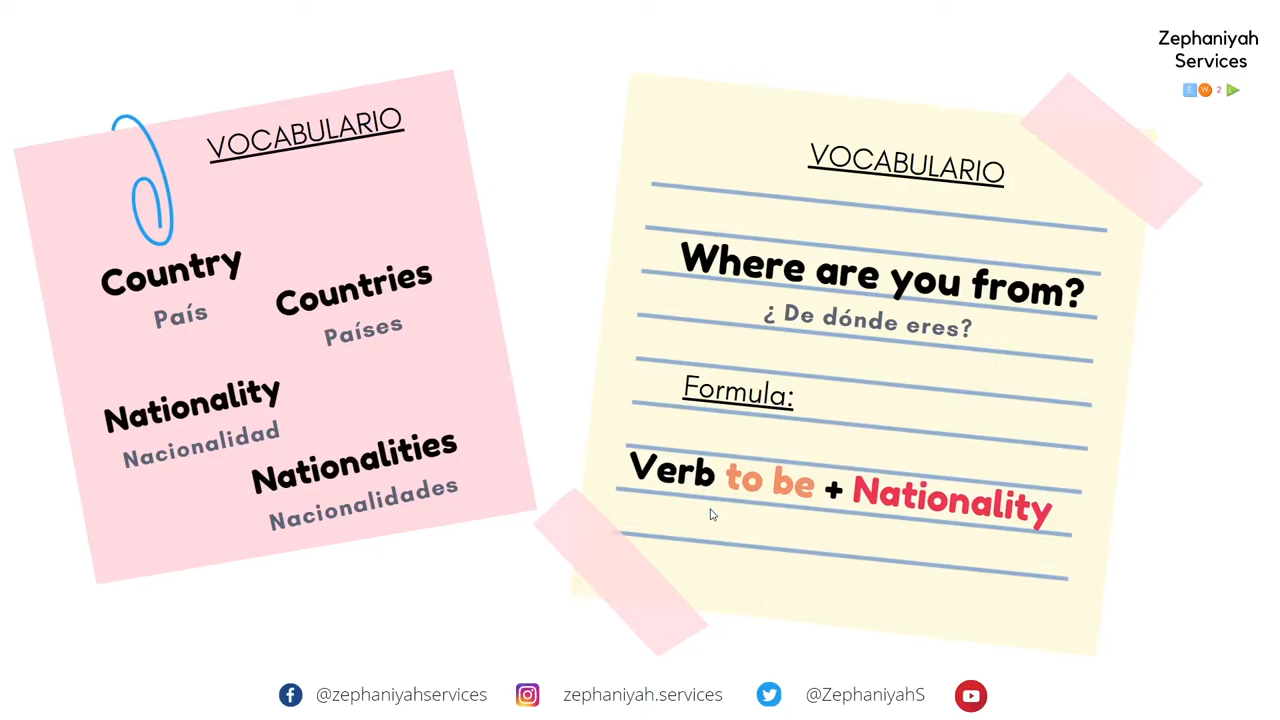 Zephaniyah
Services
E W 2
VOCABULARIO
Country
País
Countries
Países
Nationality
Nacionalidad
Nationalities
Nacionalidades
VOCABULARIO
Where are you from?
¿ De dónde eres?
Formula:
Verb to be + Nationality
@zephaniyahservices
zephaniyah.services
@ZephaniyahS